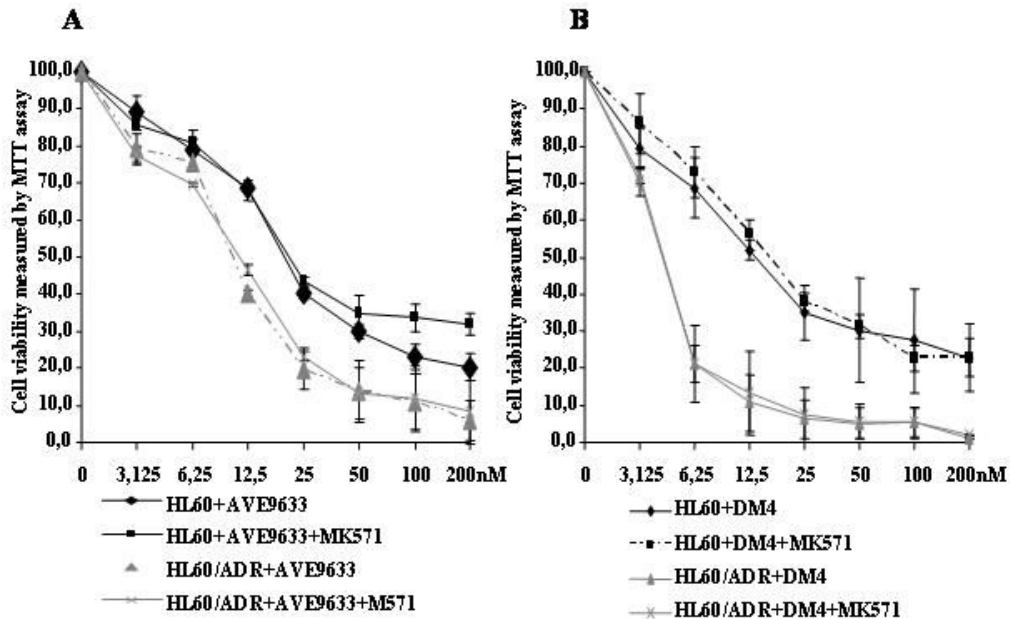 A
Cell viability measured by MTT assay
100,0
90,0
80,0
70,0
60,0
50,0
40,0
30,0
20,0
10,0
0,0
0 3,125 6,25 12,5 25 50 100 200nM
HL60+AVE9633
HL60+AVE9633+MK571
HL60/ADR+AVE9633
HL60/ADR+AVE9633+M571
B
Cell viability measured by MTT assay
100,0
90,0
80,0
70,0
60,0
50,0
40,0
30,0
20,0
10,0
0,0
0 3,125 6,25 12,5 25 50 100 200nM
HL60+DM4
HL60+DM4+MK571
HL60/ADR+DM4
HL60/ADR+DM4+MK571